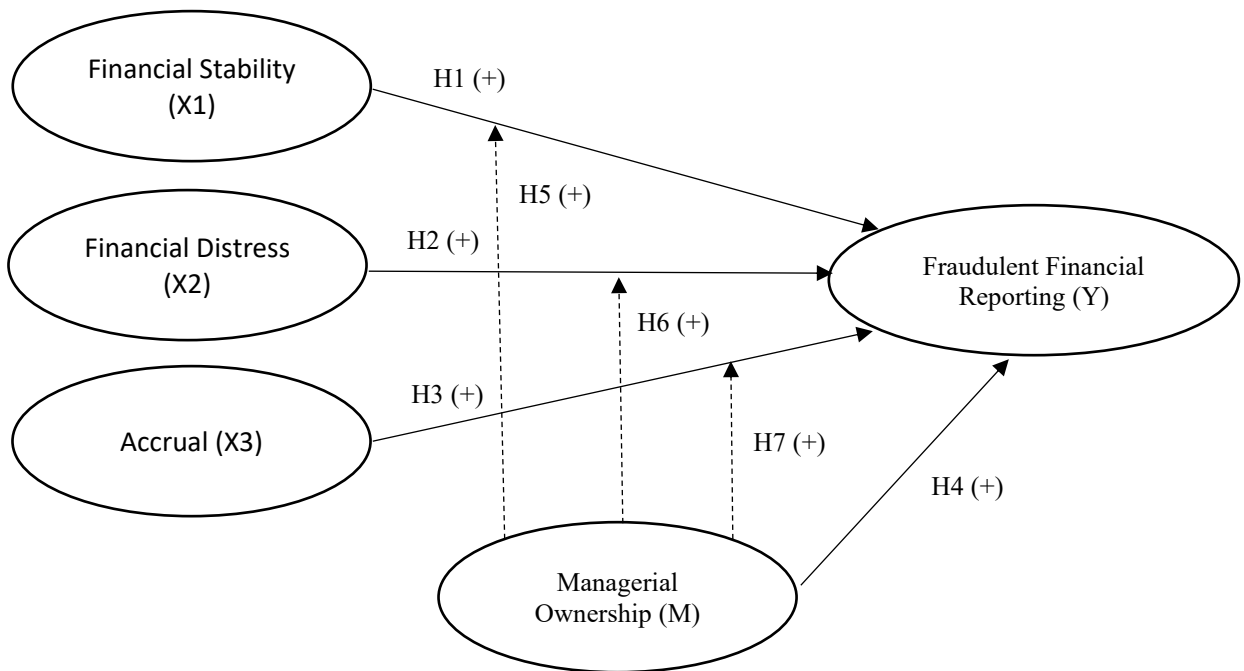 Financial Stability
(X1)
H1 (+)
H5 (+)
Financial Distress
(X2)
H2 (+)
Fraudulent Financial
Reporting (Y)
H6 (+)
Accrual (X3)
H3 (+)
H7 (+)
H4 (+)
Managerial
Ownership (M)